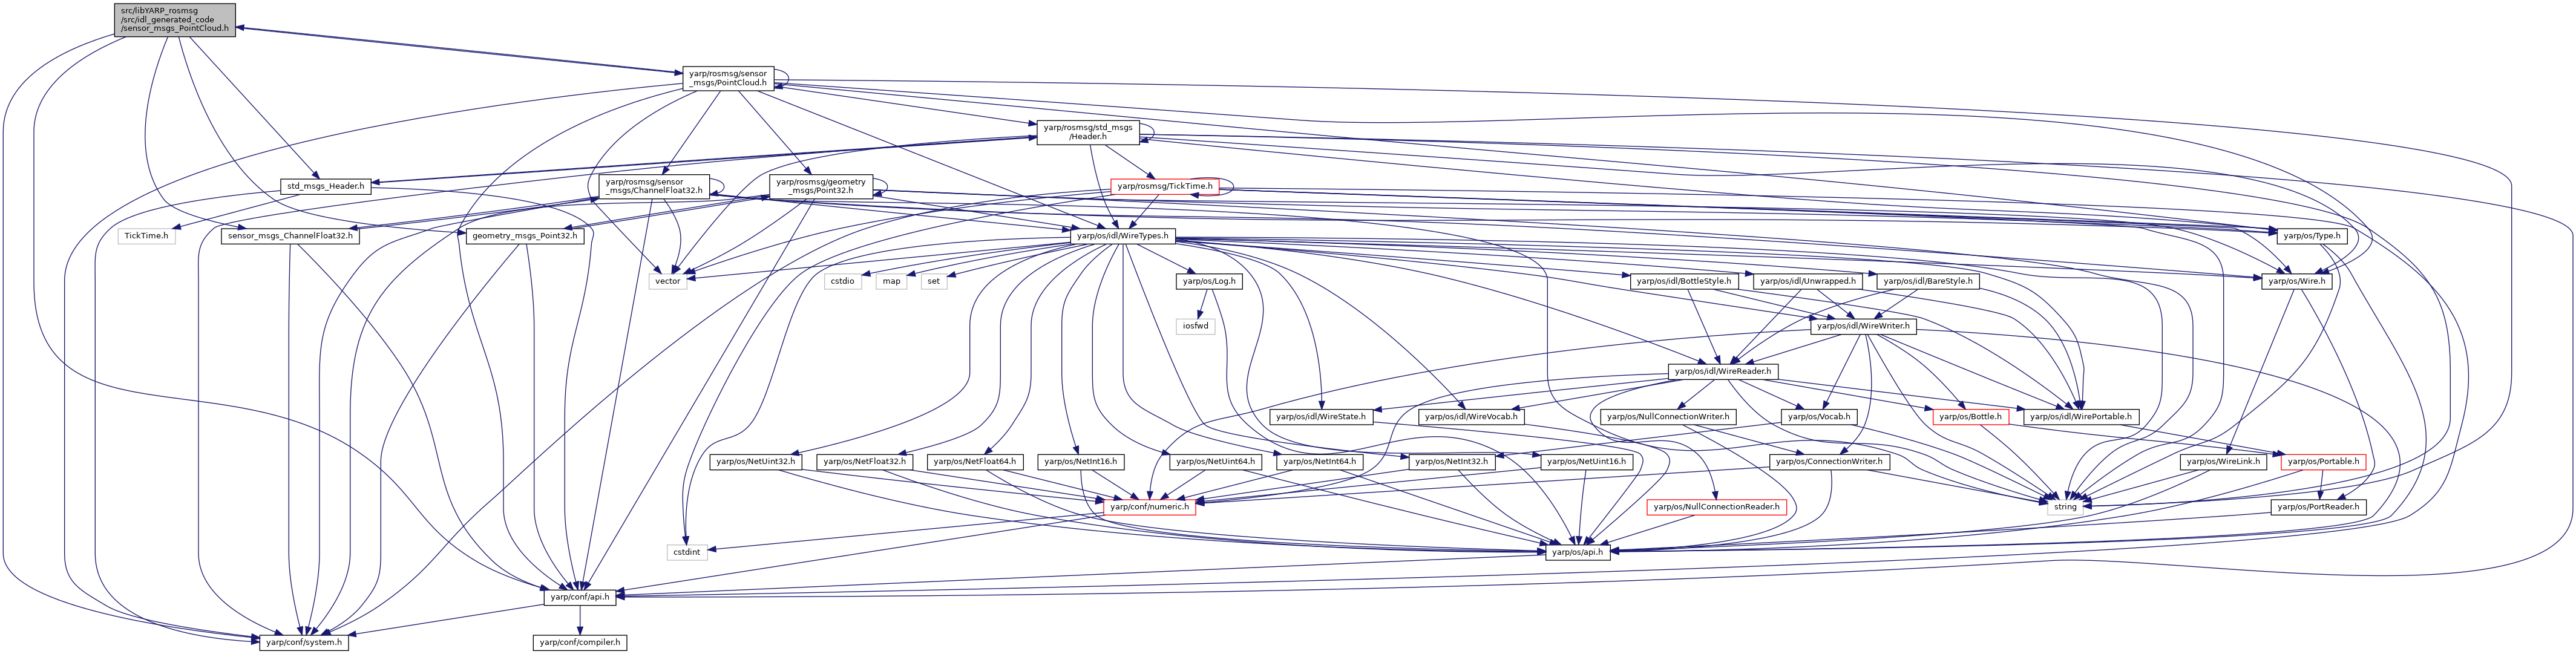 src/libYARP_rosmsg
/src/idl_generated_code
/sensor_msgs_PointCloud.h
yarp/rosmsg/sensor
_msgs/PointCloud.h
yarp/rosmsg/std_msgs
/Header.h
std_msgs_Header.h
yarp/rosmsg/sensor
_msgs/ChannelFloat32.h
yarp/rosmsg/geometry
_msgs/Point32.h
yarp/rosmsg/TickTime.h
TickTime.h
sensor_msgs_ChannelFloat32.h
geometry_msgs_Point32.h
yarp/os/idl/WireTypes.h
yarp/os/Type.h
vector
cstdio
map
set
yarp/os/Log.h
yarp/os/idl/BottleStyle.h
yarp/os/idl/Unwrapped.h
yarp/os/idl/BareStyle.h
yarp/os/Wire.h
iosfwd
yarp/os/idl/WireWriter.h
yarp/os/idl/WireReader.h
yarp/os/idl/WireState.h
yarp/os/idl/WireVocab.h
yarp/os/NullConnectionWriter.h
yarp/os/Vocab.h
yarp/os/Bottle.h
yarp/os/idl/WirePortable.h
yarp/os/NetUint32.h
yarp/os/NetFloat32.h
yarp/os/NetFloat64.h
yarp/os/NetInt16.h
yarp/os/NetUint64.h
yarp/os/NetInt64.h
yarp/os/NetInt32.h
yarp/os/NetUint16.h
yarp/os/ConnectionWriter.h
yarp/os/WireLink.h
yarp/os/Portable.h
yarp/conf/numeric.h
yarp/os/NullConnectionReader.h
string
yarp/os/PortReader.h
cstdint
yarp/os/api.h
yarp/conf/api.h
yarp/conf/system.h
yarp/conf/compiler.h